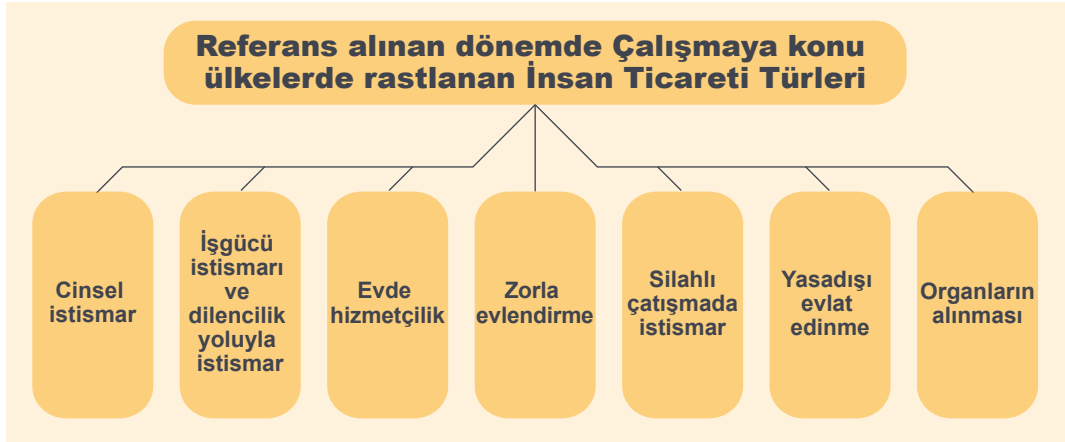 Referans alınan dönemde Çalışmaya konu
ülkelerde rastlanan İnsan Ticareti Türleri
Cinsel
istismar
İşgücü
istismarı
ve
dilencilik
yoluyla
istismar
Evde
hizmetçilik
Zorla
evlendirme
Silahlı
çatışmada
istismar
Yasadışı
evlat
edinme
Organların
alınması